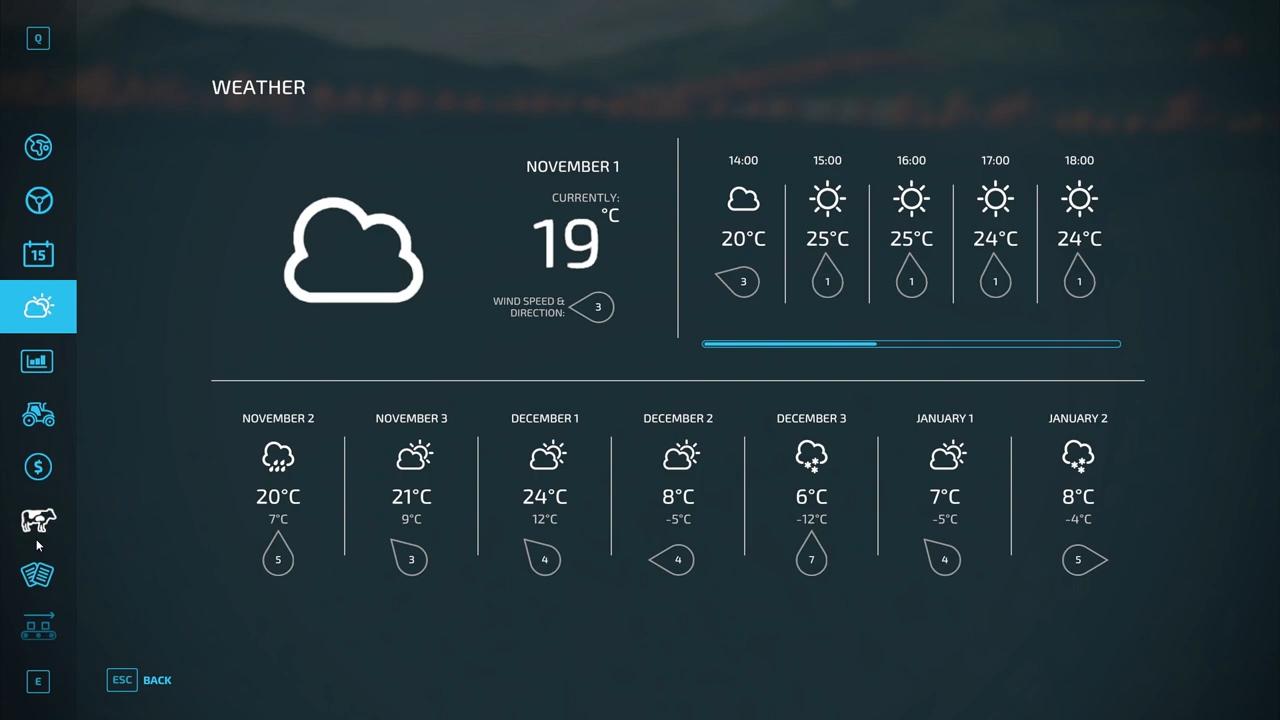 Q
WEATHER
15
NOVEMBER 1
CURRENTLY:
19°C
WIND SPEED &
DIRECTION:
3
14:00 15:00 16:00 17:00 18:00
20°C 25°C 25°C 24°C 24°C
3 1 1 1 1
NOVEMBER 2 NOVEMBER 3 DECEMBER 1 DECEMBER 2 DECEMBER 3 JANUARY 1 JANUARY 2
20°C 21°C 24°C 8°C 6°C 7°C 8°C
7°C 9°C 12°C -5°C -12°C -5°C -4°C
5 3 4 4 7 4 5
$
E
ESC BACK